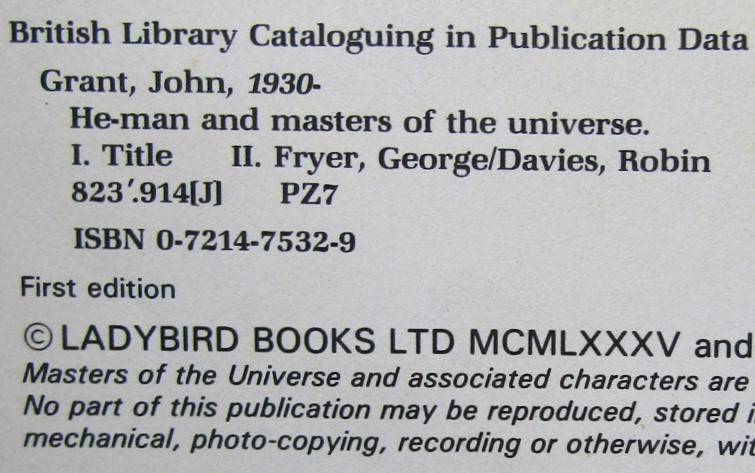 British Library Cataloguing in Publication Data
Grant, John, 1930-
He-man and masters of the universe.
I. Title II. Fryer, George/Davies, Robin
823'.914[J] PZ7
ISBN 0-7214-7532-9
First edition
© LADYBIRD BOOKS LTD MCMLXXXV and
Masters of the Universe and associated characters are
No part of this publication may be reproduced, stored
mechanical, photo-copying, recording or otherwise,